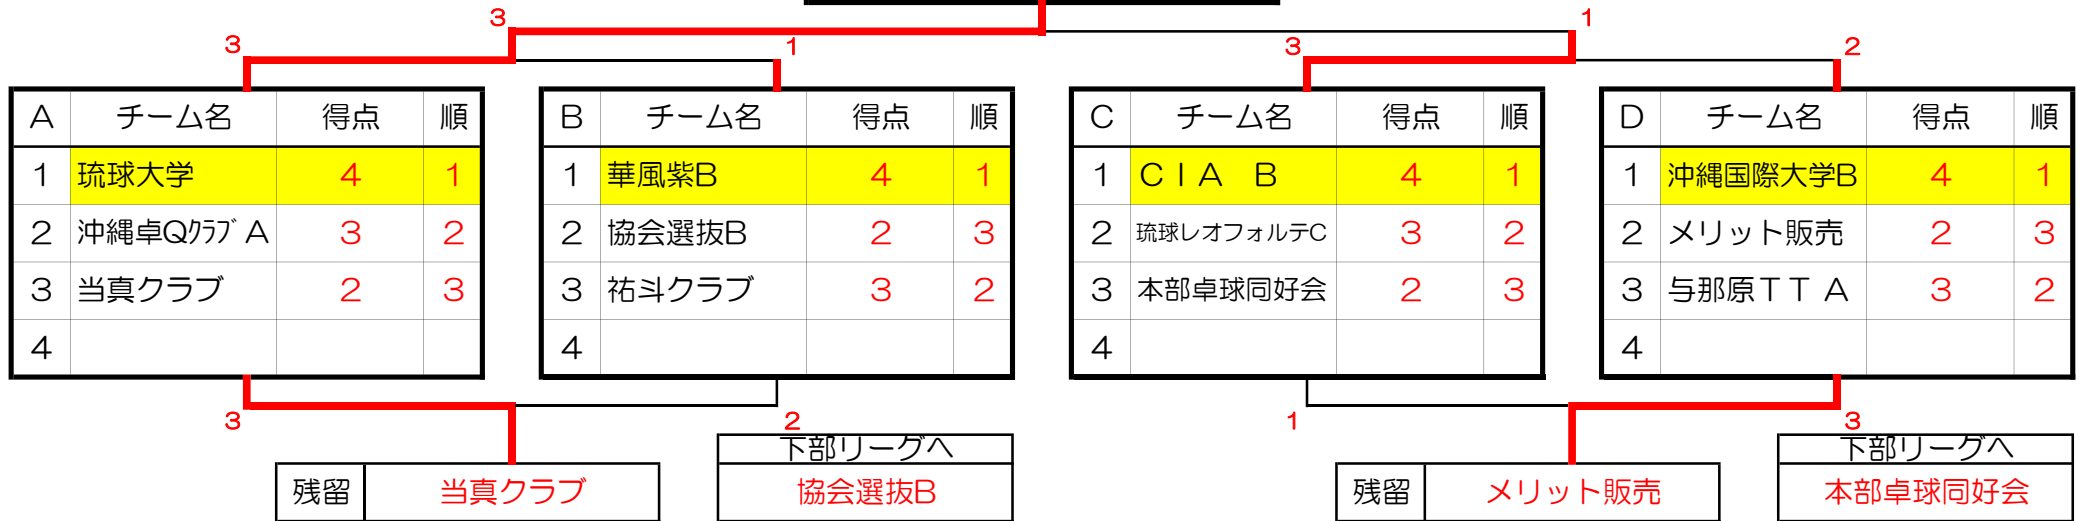 3 1
3 1 3 2
A チーム名 得点 順 B チーム名 得点 順 C チーム名 得点 順 D チーム名 得点 順
1 琉球大学 4 1 1 華風紫B 4 1 1 CIA B 4 1 1 沖縄国際大学B 4 1
2 沖縄卓Qｸﾗﾌﾞ A 3 2 2 協会選抜B 2 3 2 琉球レオフォルテC 3 2 2 メリット販売 2 3
3 当真クラブ 2 3 3 祐斗クラブ 3 2 3 本部卓球同好会 2 3 3 与那原TT A 3 2
4 4 4 4
3 2 1 3
下部リーグへ 下部リーグへ
残留 当真クラブ 協会選抜B 残留 メリット販売 本部卓球同好会